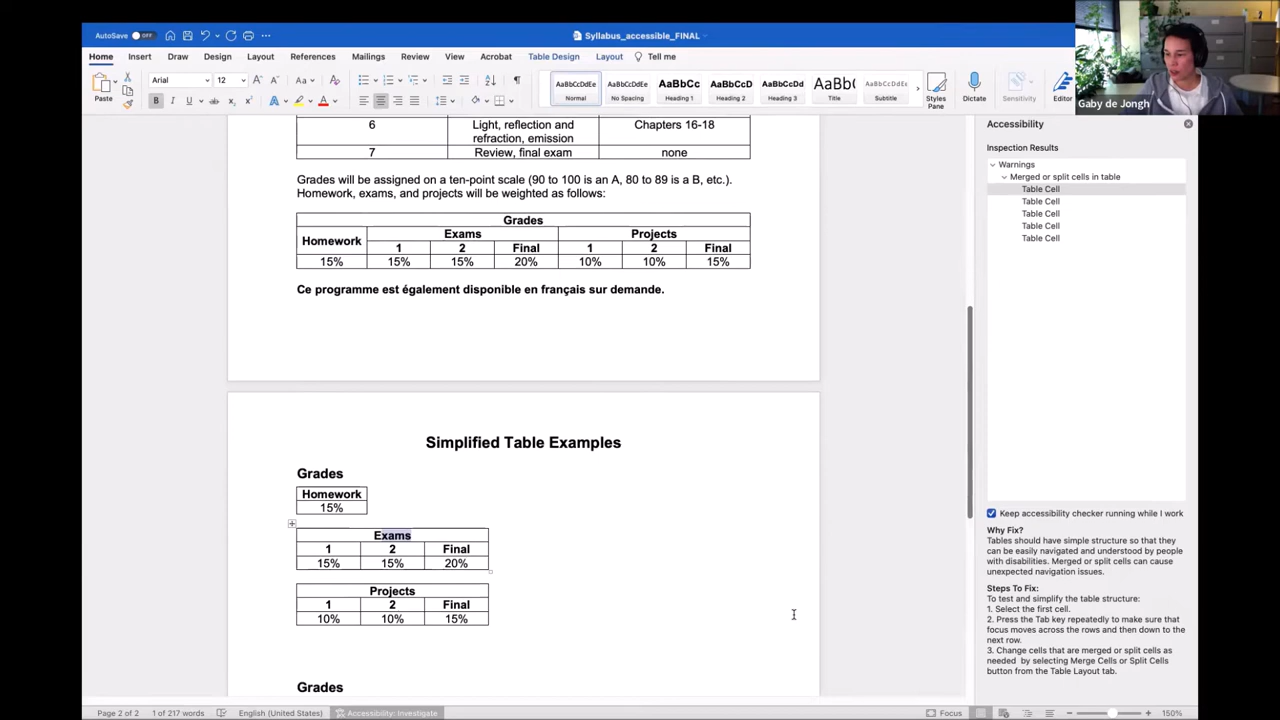 AutoSave OFF
Syllabus_accessible_FINAL
Home Insert Draw Design Layout References Mailings Review View Acrobat Table Design Layout Tell me
Paste
Arial 12
AaBbCcDdEe Normal
AaBbCcDdEe No Spacing
AaBbCc Heading 1
AaBbCcD Heading 2
AaBbCcDd Heading 3
Title
AaBbCcDdEe Subtitle
Styles Pane
Dictate
Sensitivity
Editor
Gaby de Jongh
6 Light, reflection and refraction, emission Chapters 16-18
7 Review, final exam none
Grades will be assigned on a ten-point scale (90 to 100 is an A, 80 to 89 is a B, etc.).
Homework, exams, and projects will be weighted as follows:
Grades
Homework Exams Projects
1 2 Final 1 2 Final
15% 15% 15% 20% 10% 10% 15%
Ce programme est également disponible en français sur demande.
Simplified Table Examples
Grades
Homework
15%
Exams
1 2 Final
15% 15% 20%
Projects
1 2 Final
10% 10% 15%
Grades
Accessibility
Inspection Results
Warnings
Merged or split cells in table
Table Cell
Table Cell
Table Cell
Table Cell
Table Cell
Keep accessibility checker running while I work
Why Fix?
Tables should have simple structure so that they
can be easily navigated and understood by people
with disabilities. Merged or split cells can cause
unexpected navigation issues.
Steps To Fix:
To test and simplify the table structure:
1. Select the first cell.
2. Press the Tab key repeatedly to make sure that
focus moves across the rows and then down to the
next row.
3. Change cells that are merged or split cells as
needed by selecting Merge Cells or Split Cells
button from the Table Layout tab.
Page 2 of 2 1 of 217 words English (United States) Accessibility: Investigate Focus 150%